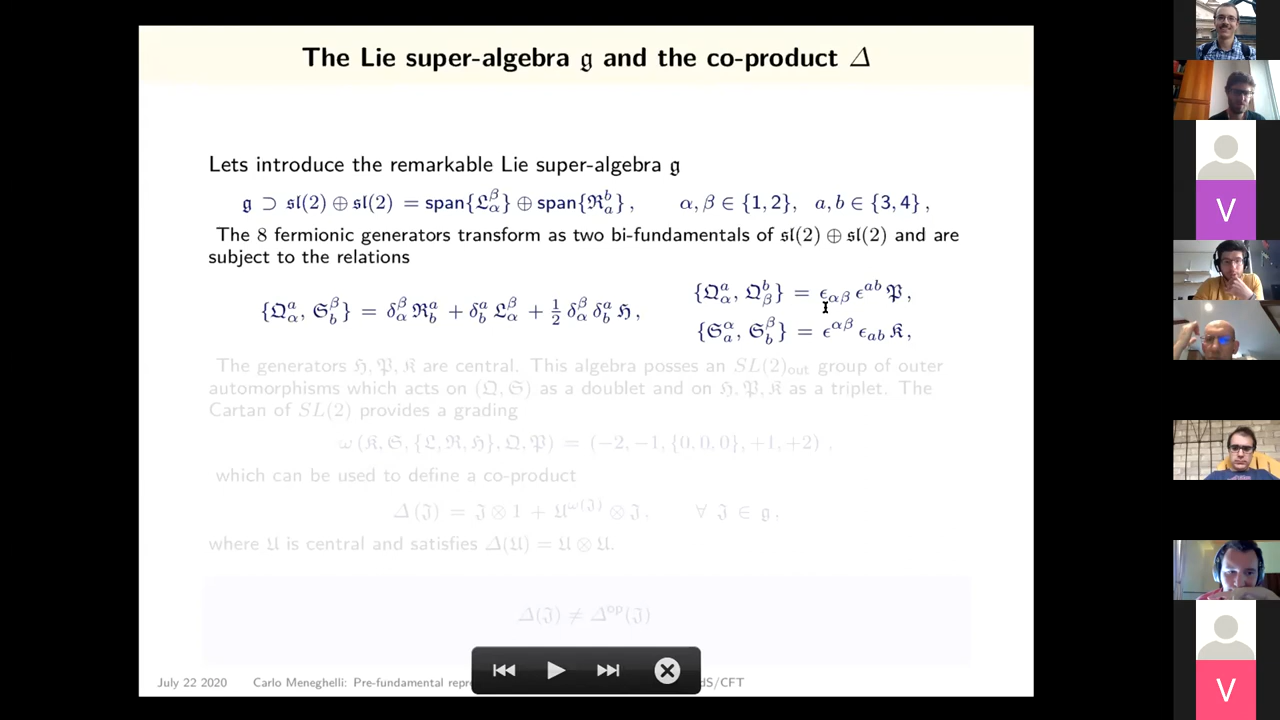 The Lie super-algebra 𝔤 and the co-product Δ
Lets introduce the remarkable Lie super-algebra 𝔤
𝔤 ⊃ 𝔰𝔩(2) ⊕ 𝔰𝔩(2) = span{𝔏_α^β} ⊕ span{ℜ_a^b} , α, β ∈ {1, 2}, a, b ∈ {3, 4} ,
The 8 fermionic generators transform as two bi-fundamentals of 𝔰𝔩(2) ⊕ 𝔰𝔩(2) and are
subject to the relations
{𝔔_α^a, 𝔖_b^β} = δ_α^β ℜ_b^a + δ_b^a 𝔏_α^β + ½ δ_α^β δ_b^a ℌ ,
{𝔔_α^a, 𝔔_β^b} = ϵ_αβ ϵ^ab 𝔓 ,
{𝔖_a^α, 𝔖_b^β} = ϵ^αβ ϵ_ab 𝔎 ,
The generators ℌ, 𝔓, 𝔎 are central. This algebra posses an SL(2)_out group of outer
automorphisms which acts on (𝔔, 𝔖) as a doublet and on ℌ, 𝔓, 𝔎 as a triplet. The
Cartan of SL(2) provides a grading
ω (𝔎, 𝔖, {𝔏, ℜ, ℌ}, 𝔔, 𝔓) = (−2, −1, {0, 0, 0}, +1, +2) .
which can be used to define a co-product
Δ (𝔍) = 𝔍 ⊗ 1 + 𝔘^ω(𝔍) ⊗ 𝔍 . ∀ 𝔍 ∈ 𝔤 .
where 𝔘 is central and satisfies Δ(𝔘) = 𝔘 ⊗ 𝔘.
Δ(𝔍) ≠ Δ^op(𝔍)
July 22 2020 Carlo Meneghelli: Pre-fundamental dS/CFT
V
V